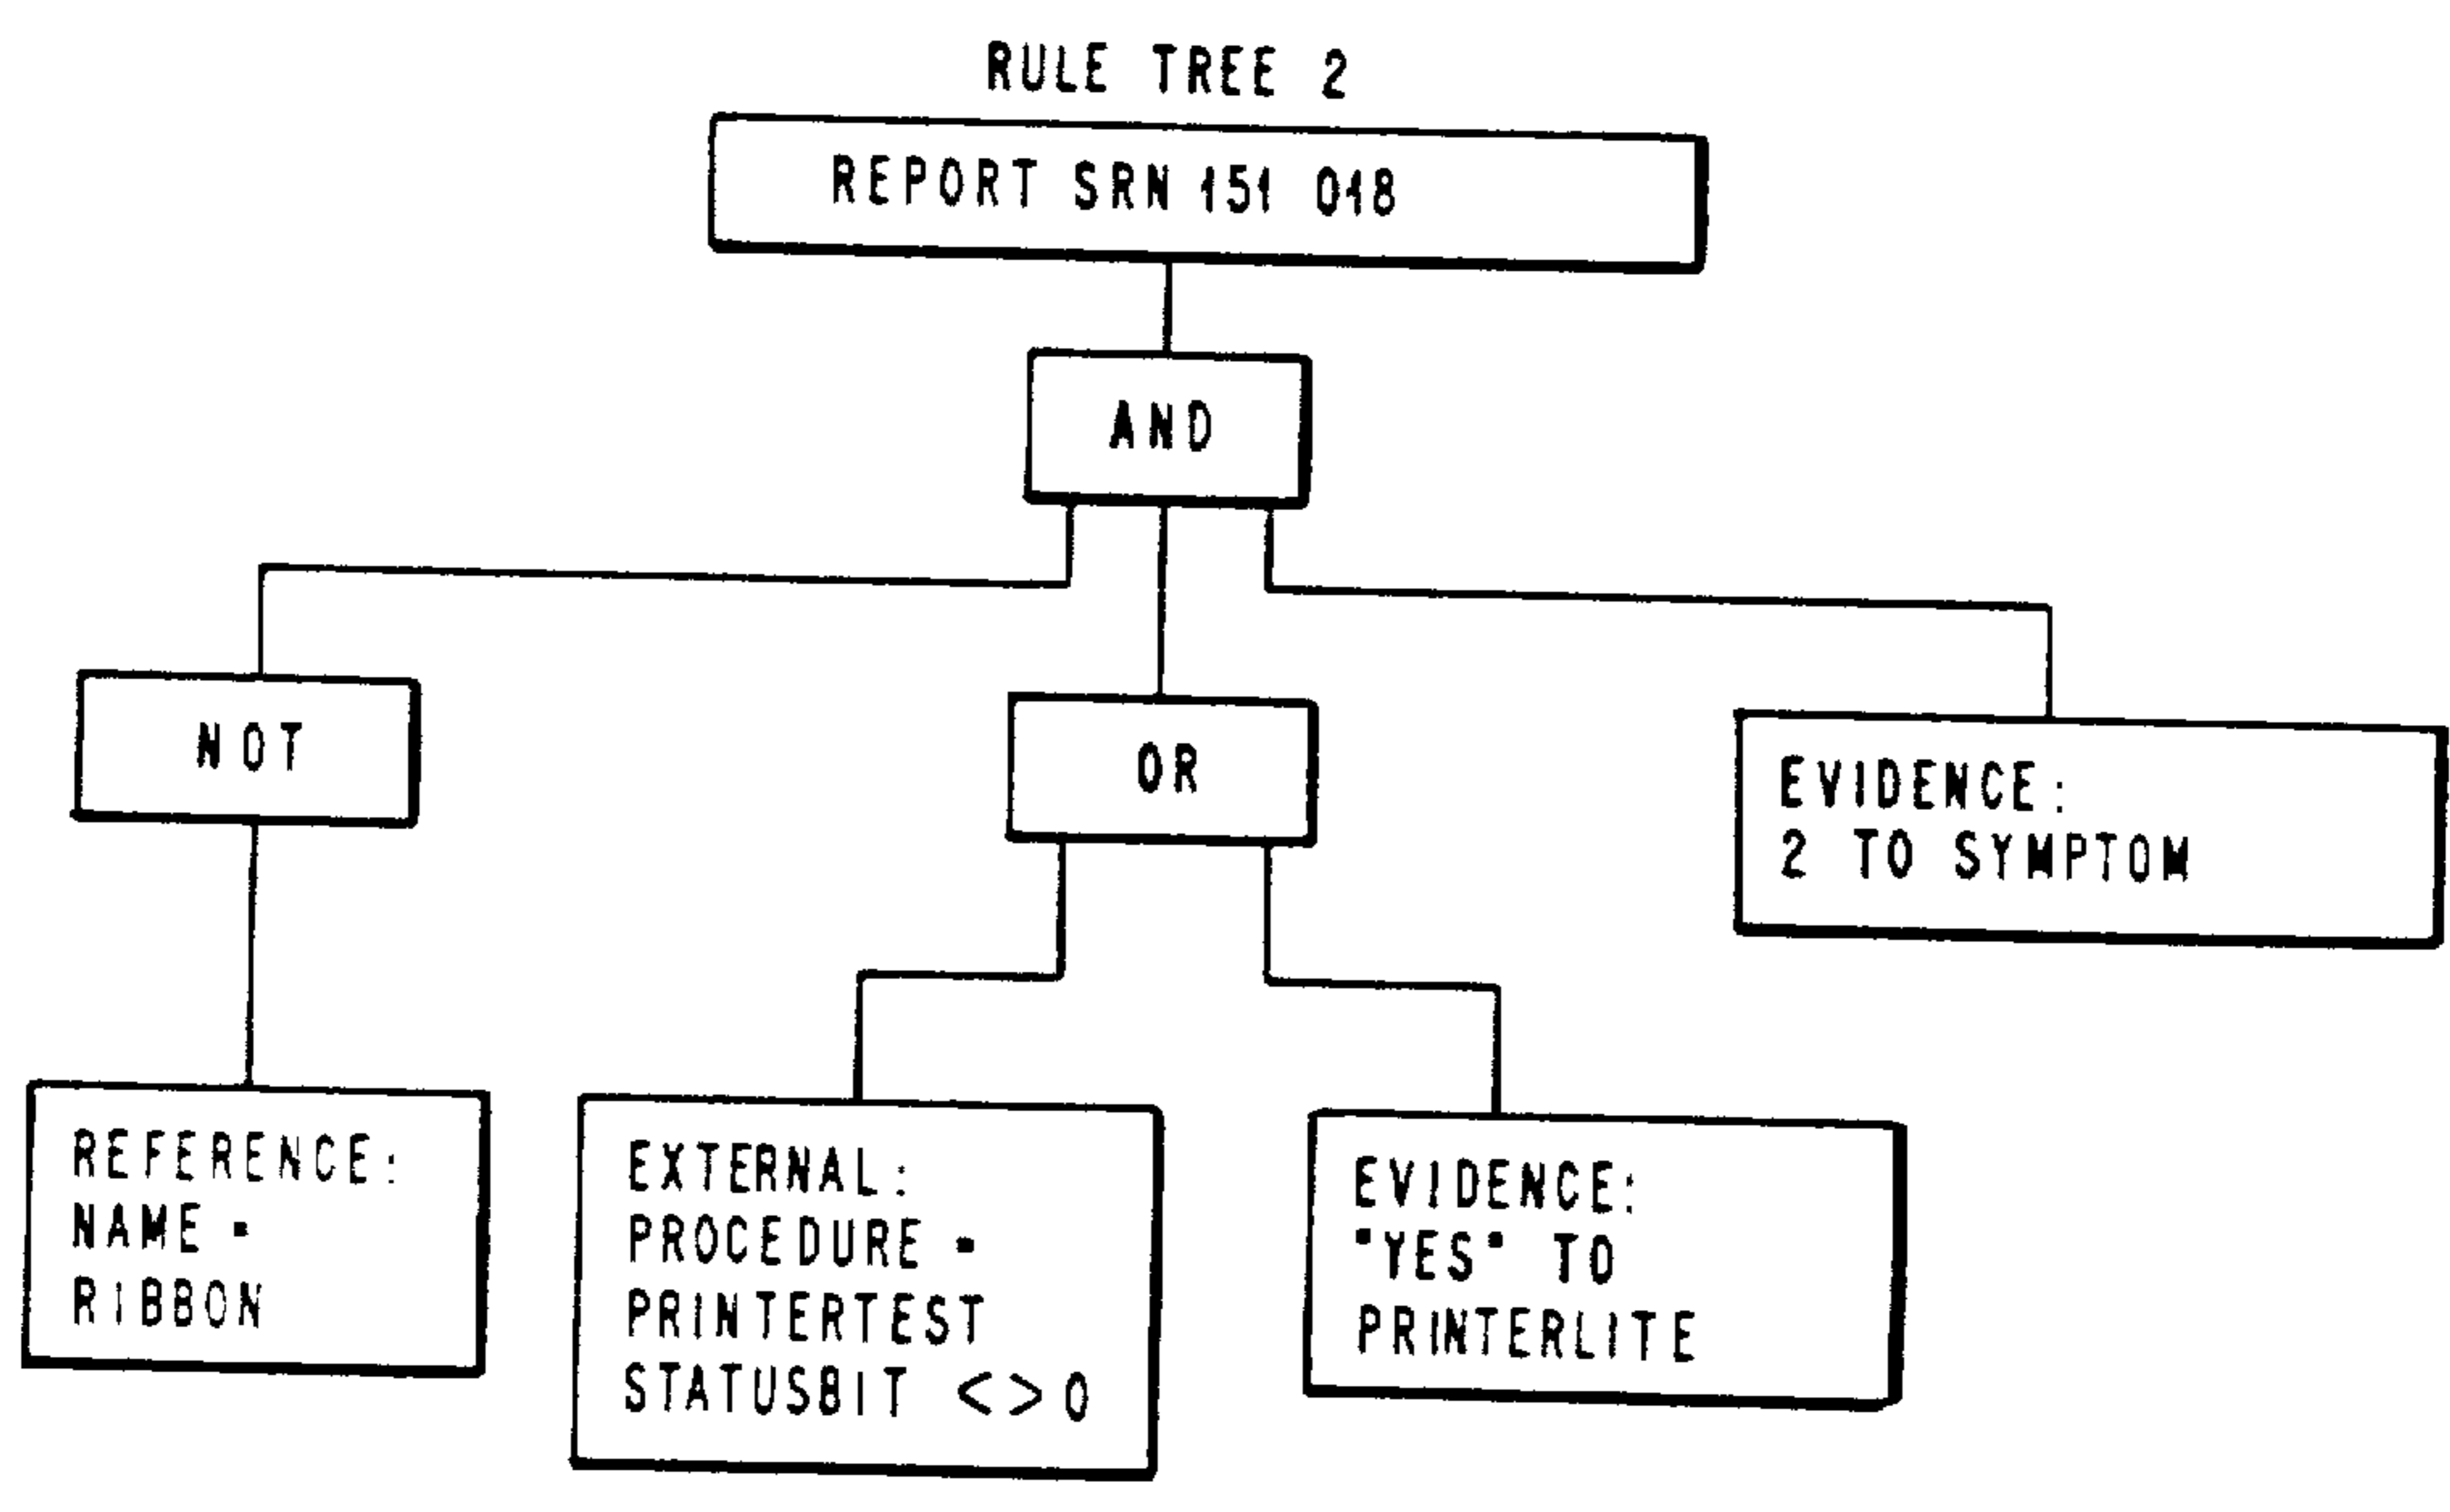 RULE TREE 2
REPORT SRN 151 018
AND
NOT
OR
EVIDENCE:
2 TO SYMPTOM
REFERENCE:
NAME =
RIBBON
EXTERNAL:
PROCEDURE =
PRINTERTEST
STATUSBIT <>0
EVIDENCE:
"YES" TO
PRINTERLITE